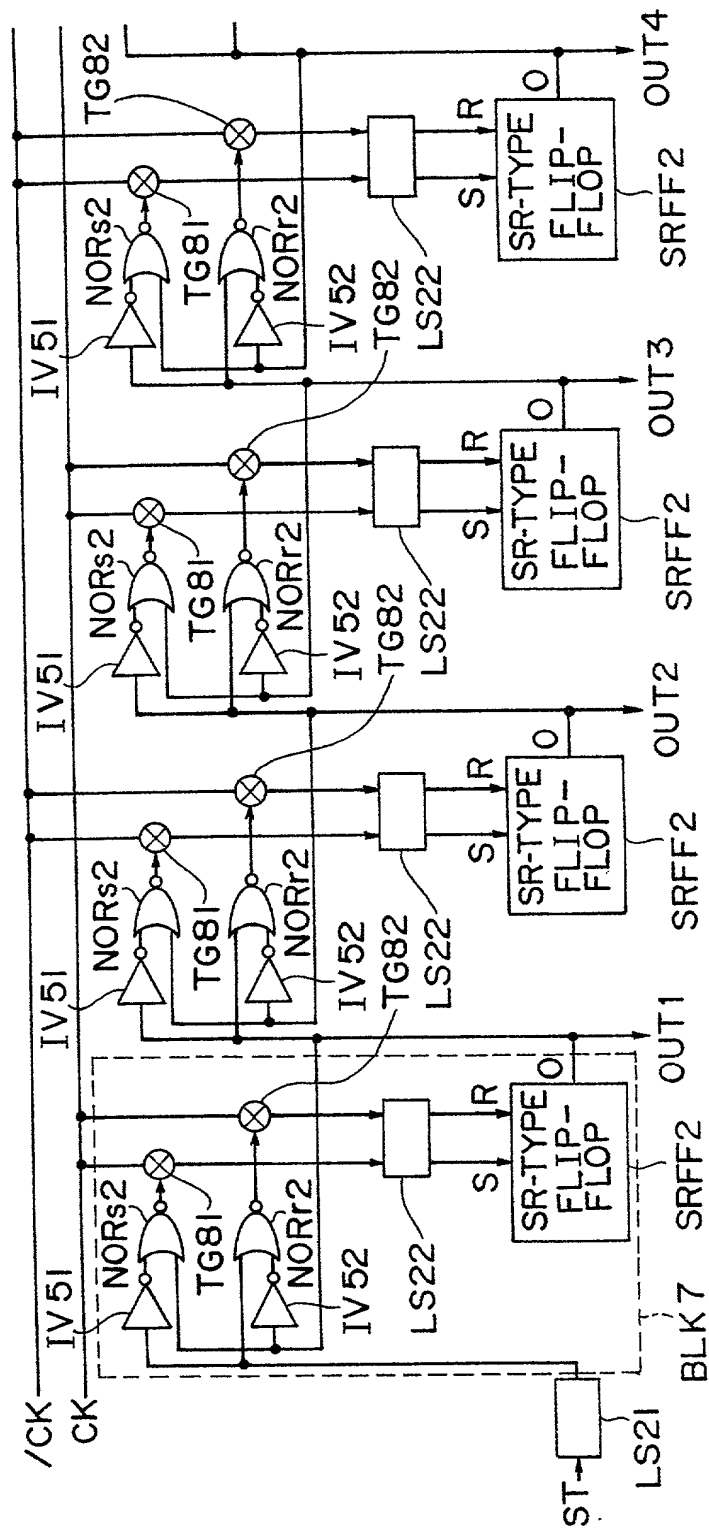 /CK
CK
IV51
NORs2
TG81
NORr2
IV52
TG82
LS22
S
R
SR-TYPE
FLIP-
FLOP
O
SRFF2
OUT1
BLK7
ST
LS21
IV51
NORs2
TG81
NORr2
IV52
TG82
LS22
S
R
SR-TYPE
FLIP-
FLOP
O
SRFF2
OUT2
IV51
NORs2
TG81
NORr2
IV52
TG82
LS22
S
R
SR-TYPE
FLIP-
FLOP
O
SRFF2
OUT3
IV51
NORs2
TG82
TG81
NORr2
IV52
LS22
S
R
SR-TYPE
FLIP-
FLOP
O
SRFF2
OUT4